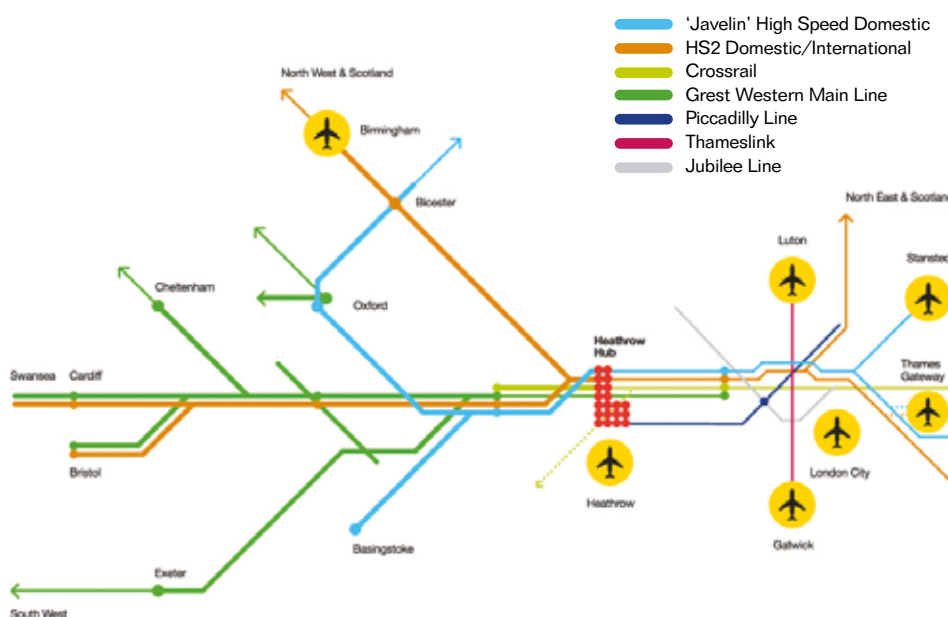 'Javelin' High Speed Domestic
HS2 Domestic/International
Crossrail
Grest Western Main Line
Piccadilly Line
Thameslink
Jubilee Line
North West & Scotland
Birmingham
Bicester
North East & Scotland
Luton
Stansted
Cheltenham
Oxford
Heathrow
Hub
Swansea
Cardiff
Thames
Gateway
Bristol
London City
Heathrow
Basingstoke
Gatwick
Exeter
South West